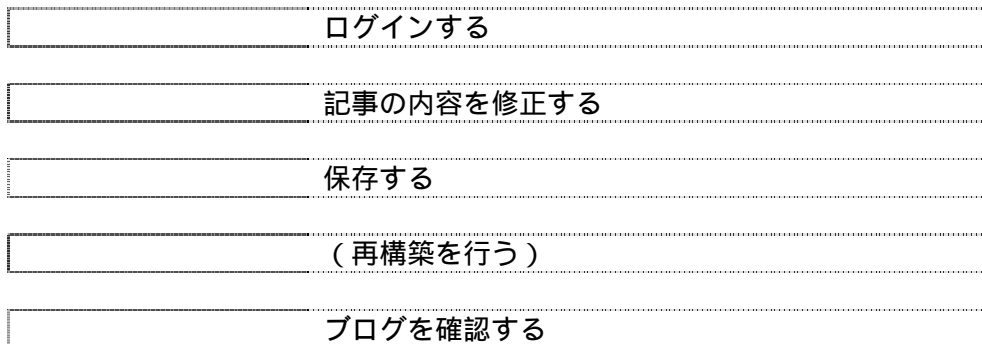 ログインする
記事の内容を修正する
保存する
（再構築を行う）
ブログを確認する